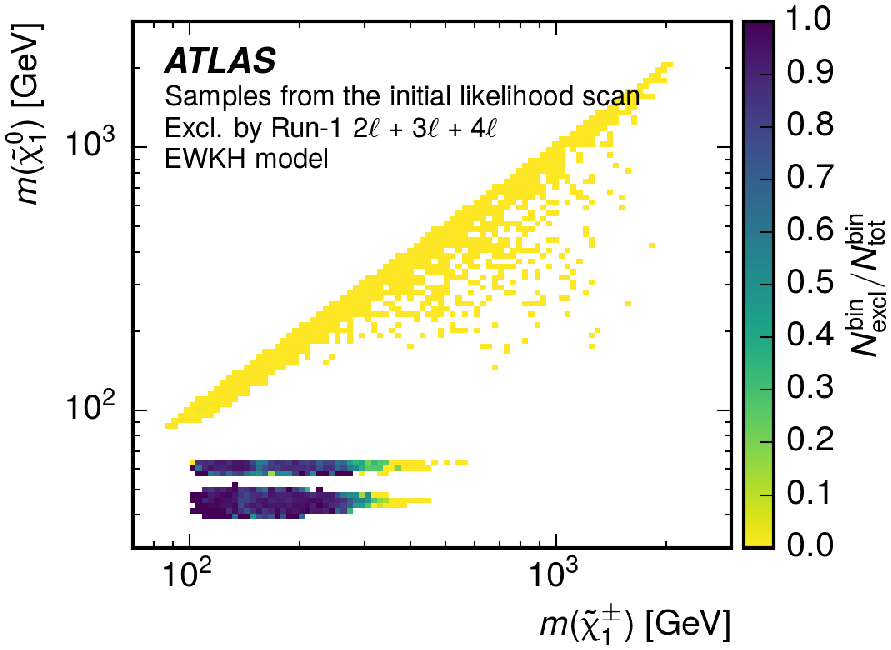 ATLAS
Samples from the initial likelihood scan
Excl. by Run-1 2ℓ + 3ℓ + 4ℓ
EWKH model
m(χ̃₁⁰) [GeV]
10³
10²
10²
10³
m(χ̃₁±) [GeV]
1.0
0.9
0.8
0.7
0.6
0.5
0.4
0.3
0.2
0.1
0.0
N_excl^bin / N_tot^bin